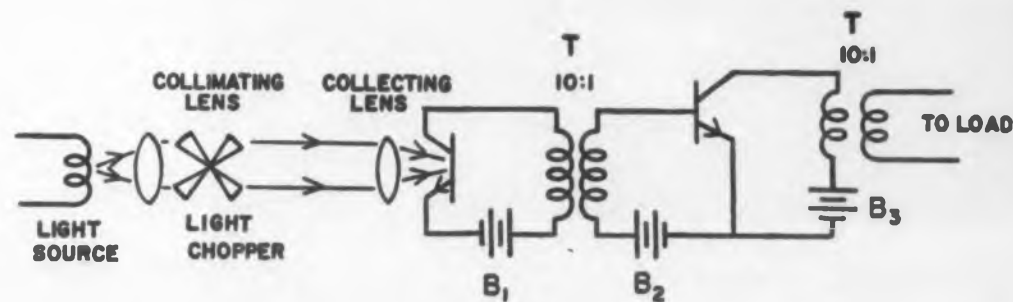 T
10:1
COLLIMATING
LENS
COLLECTING
LENS
T
10:1
TO LOAD
LIGHT
SOURCE
LIGHT
CHOPPER
B₁
B₂
B₃